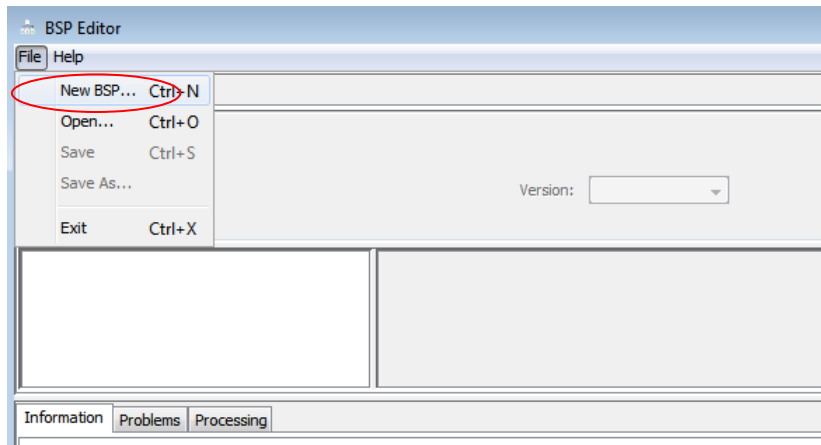 BSP Editor
File Help
New BSP... Ctrl+N
Open... Ctrl+O
Save Ctrl+S
Save As...
Version:
Exit Ctrl+X
Information Problems Processing